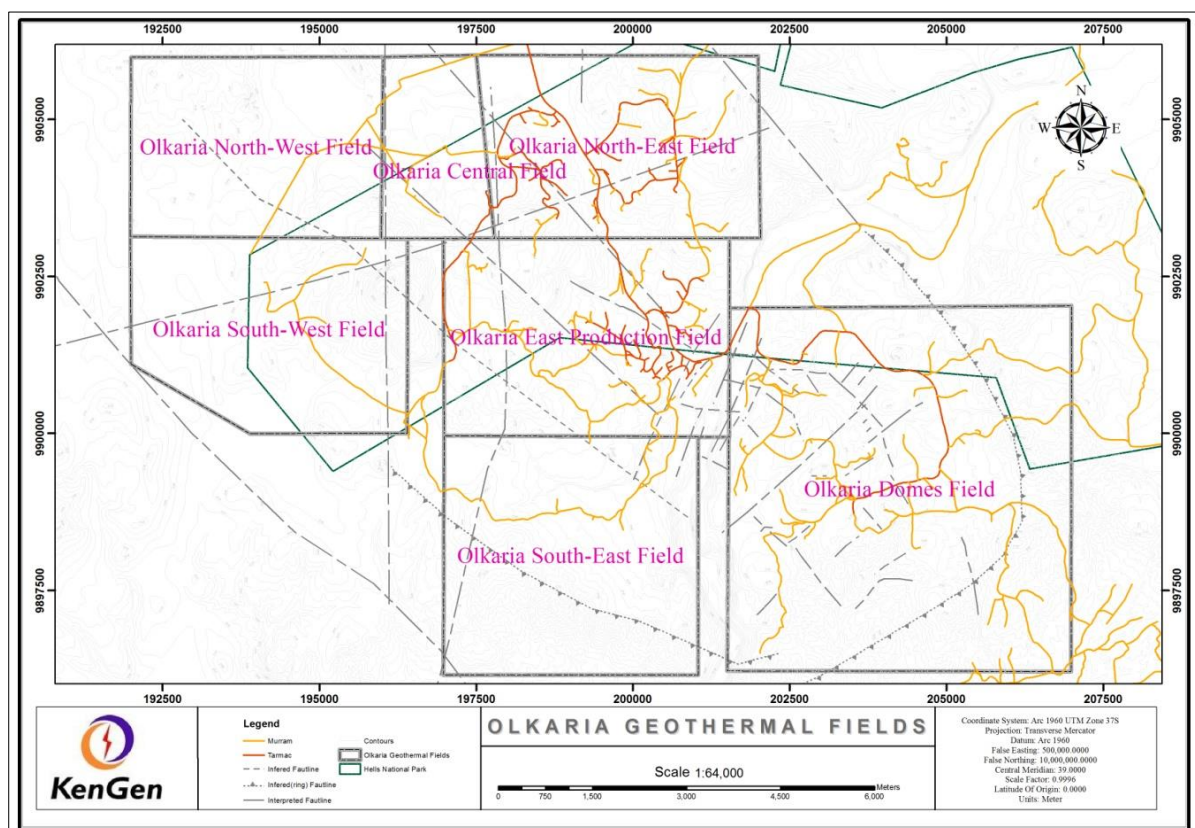 192500 195000 197500 200000 202500 205000 207500
9905000
9905000
N
W E
S
Olkaria North-West Field
Olkaria North-East Field
Olkaria Central Field
9902500
9902500
Olkaria South-West Field
Olkaria East Production Field
9900000
9900000
Olkaria Domes Field
Olkaria South-East Field
9897500
9897500
192500 195000 197500 200000 202500 205000 207500
KenGen
Legend
Murram
Tarmac
Infered Fautline
Infered(ring) Faultline
Interpreted Faultline
Contours
Olkaria Geothermal Fields
Hells National Park
OLKARIA GEOTHERMAL FIELDS
Scale 1:64,000
Meters
0 750 1,500 3,000 4,500 6,000
Coordinate System: Arc 1960 UTM Zone 37S
Projection: Transverse Mercator
Datum: Arc 1960
False Easting: 500,000.0000
False Northing: 10,000,000.0000
Central Meridian: 39.0000
Scale Factor: 0.9996
Latitude Of Origin: 0.0000
Units: Meter